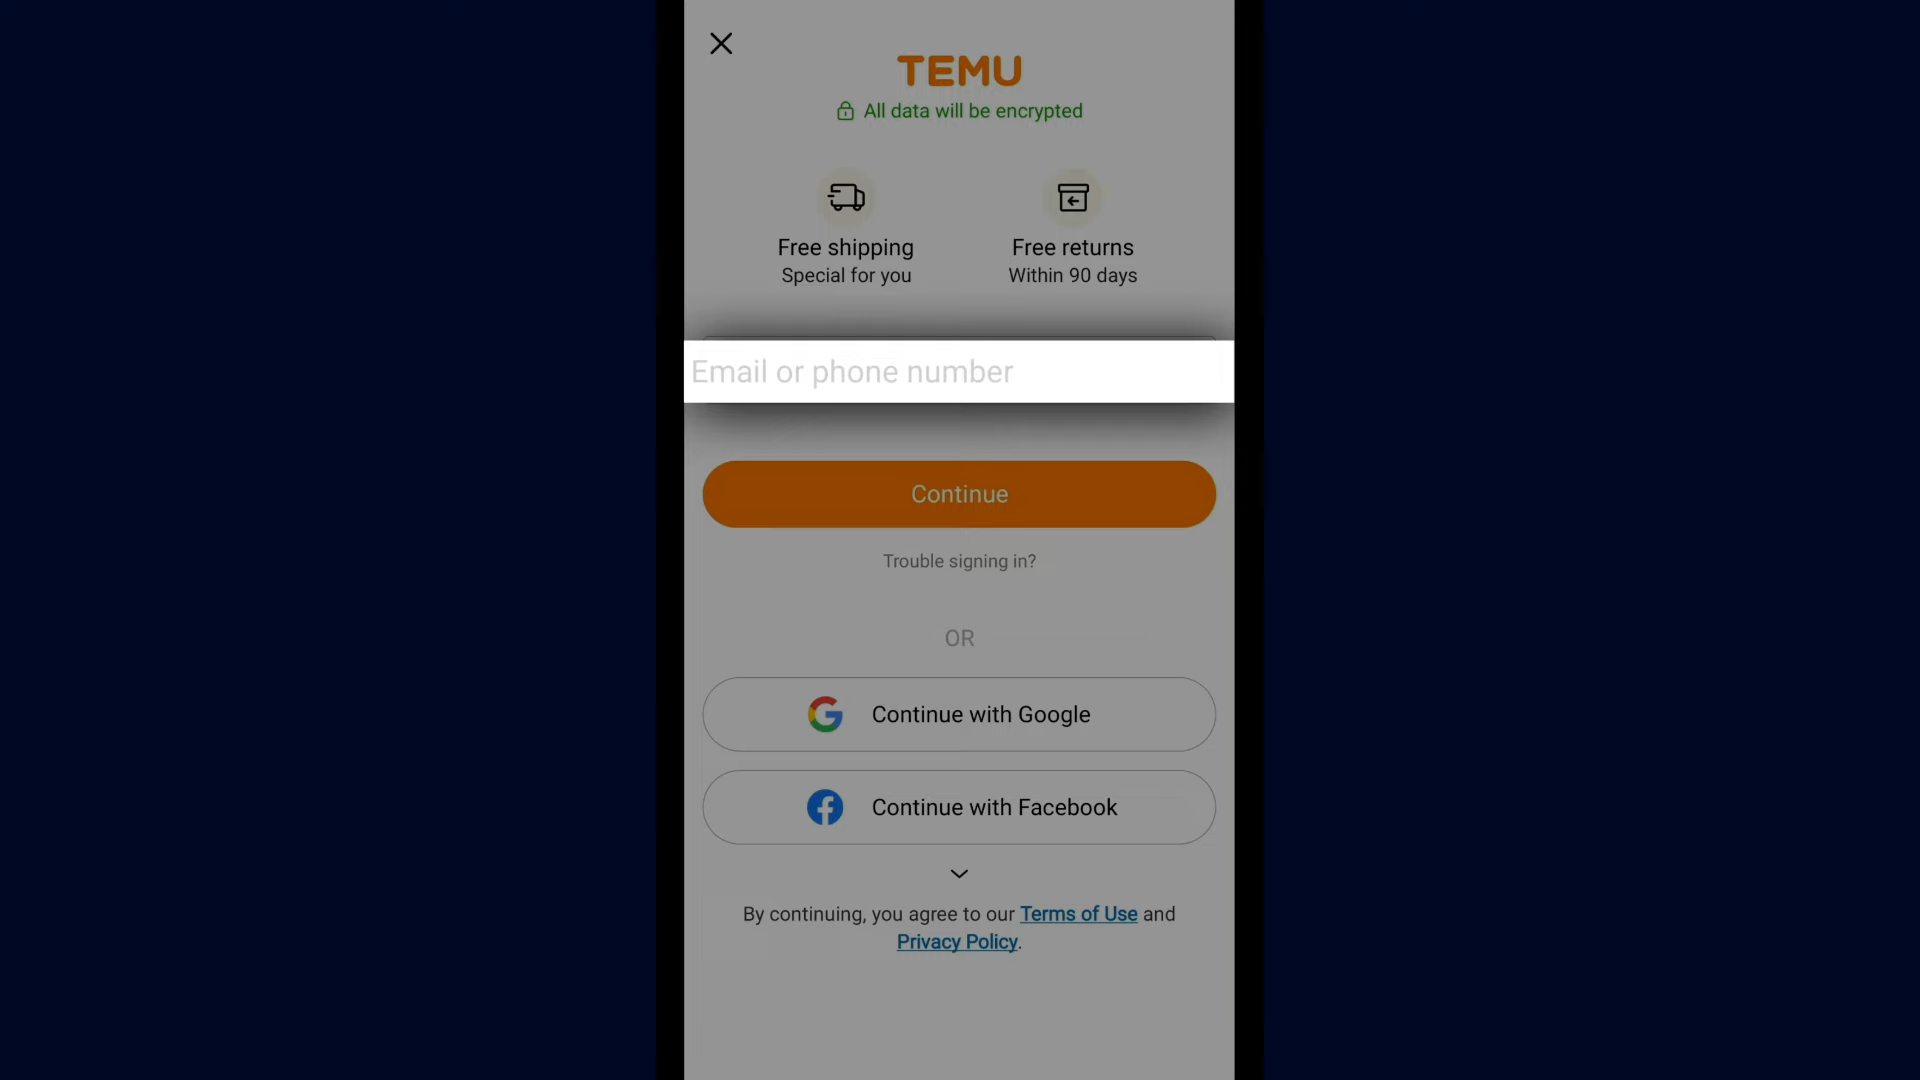 TEMU
All data will be encrypted
Free shipping
Special for you
Free returns
Within 90 days
Email or phone number
Continue
Trouble signing in?
OR
Continue with Google
Continue with Facebook
By continuing, you agree to our Terms of Use and
Privacy Policy.